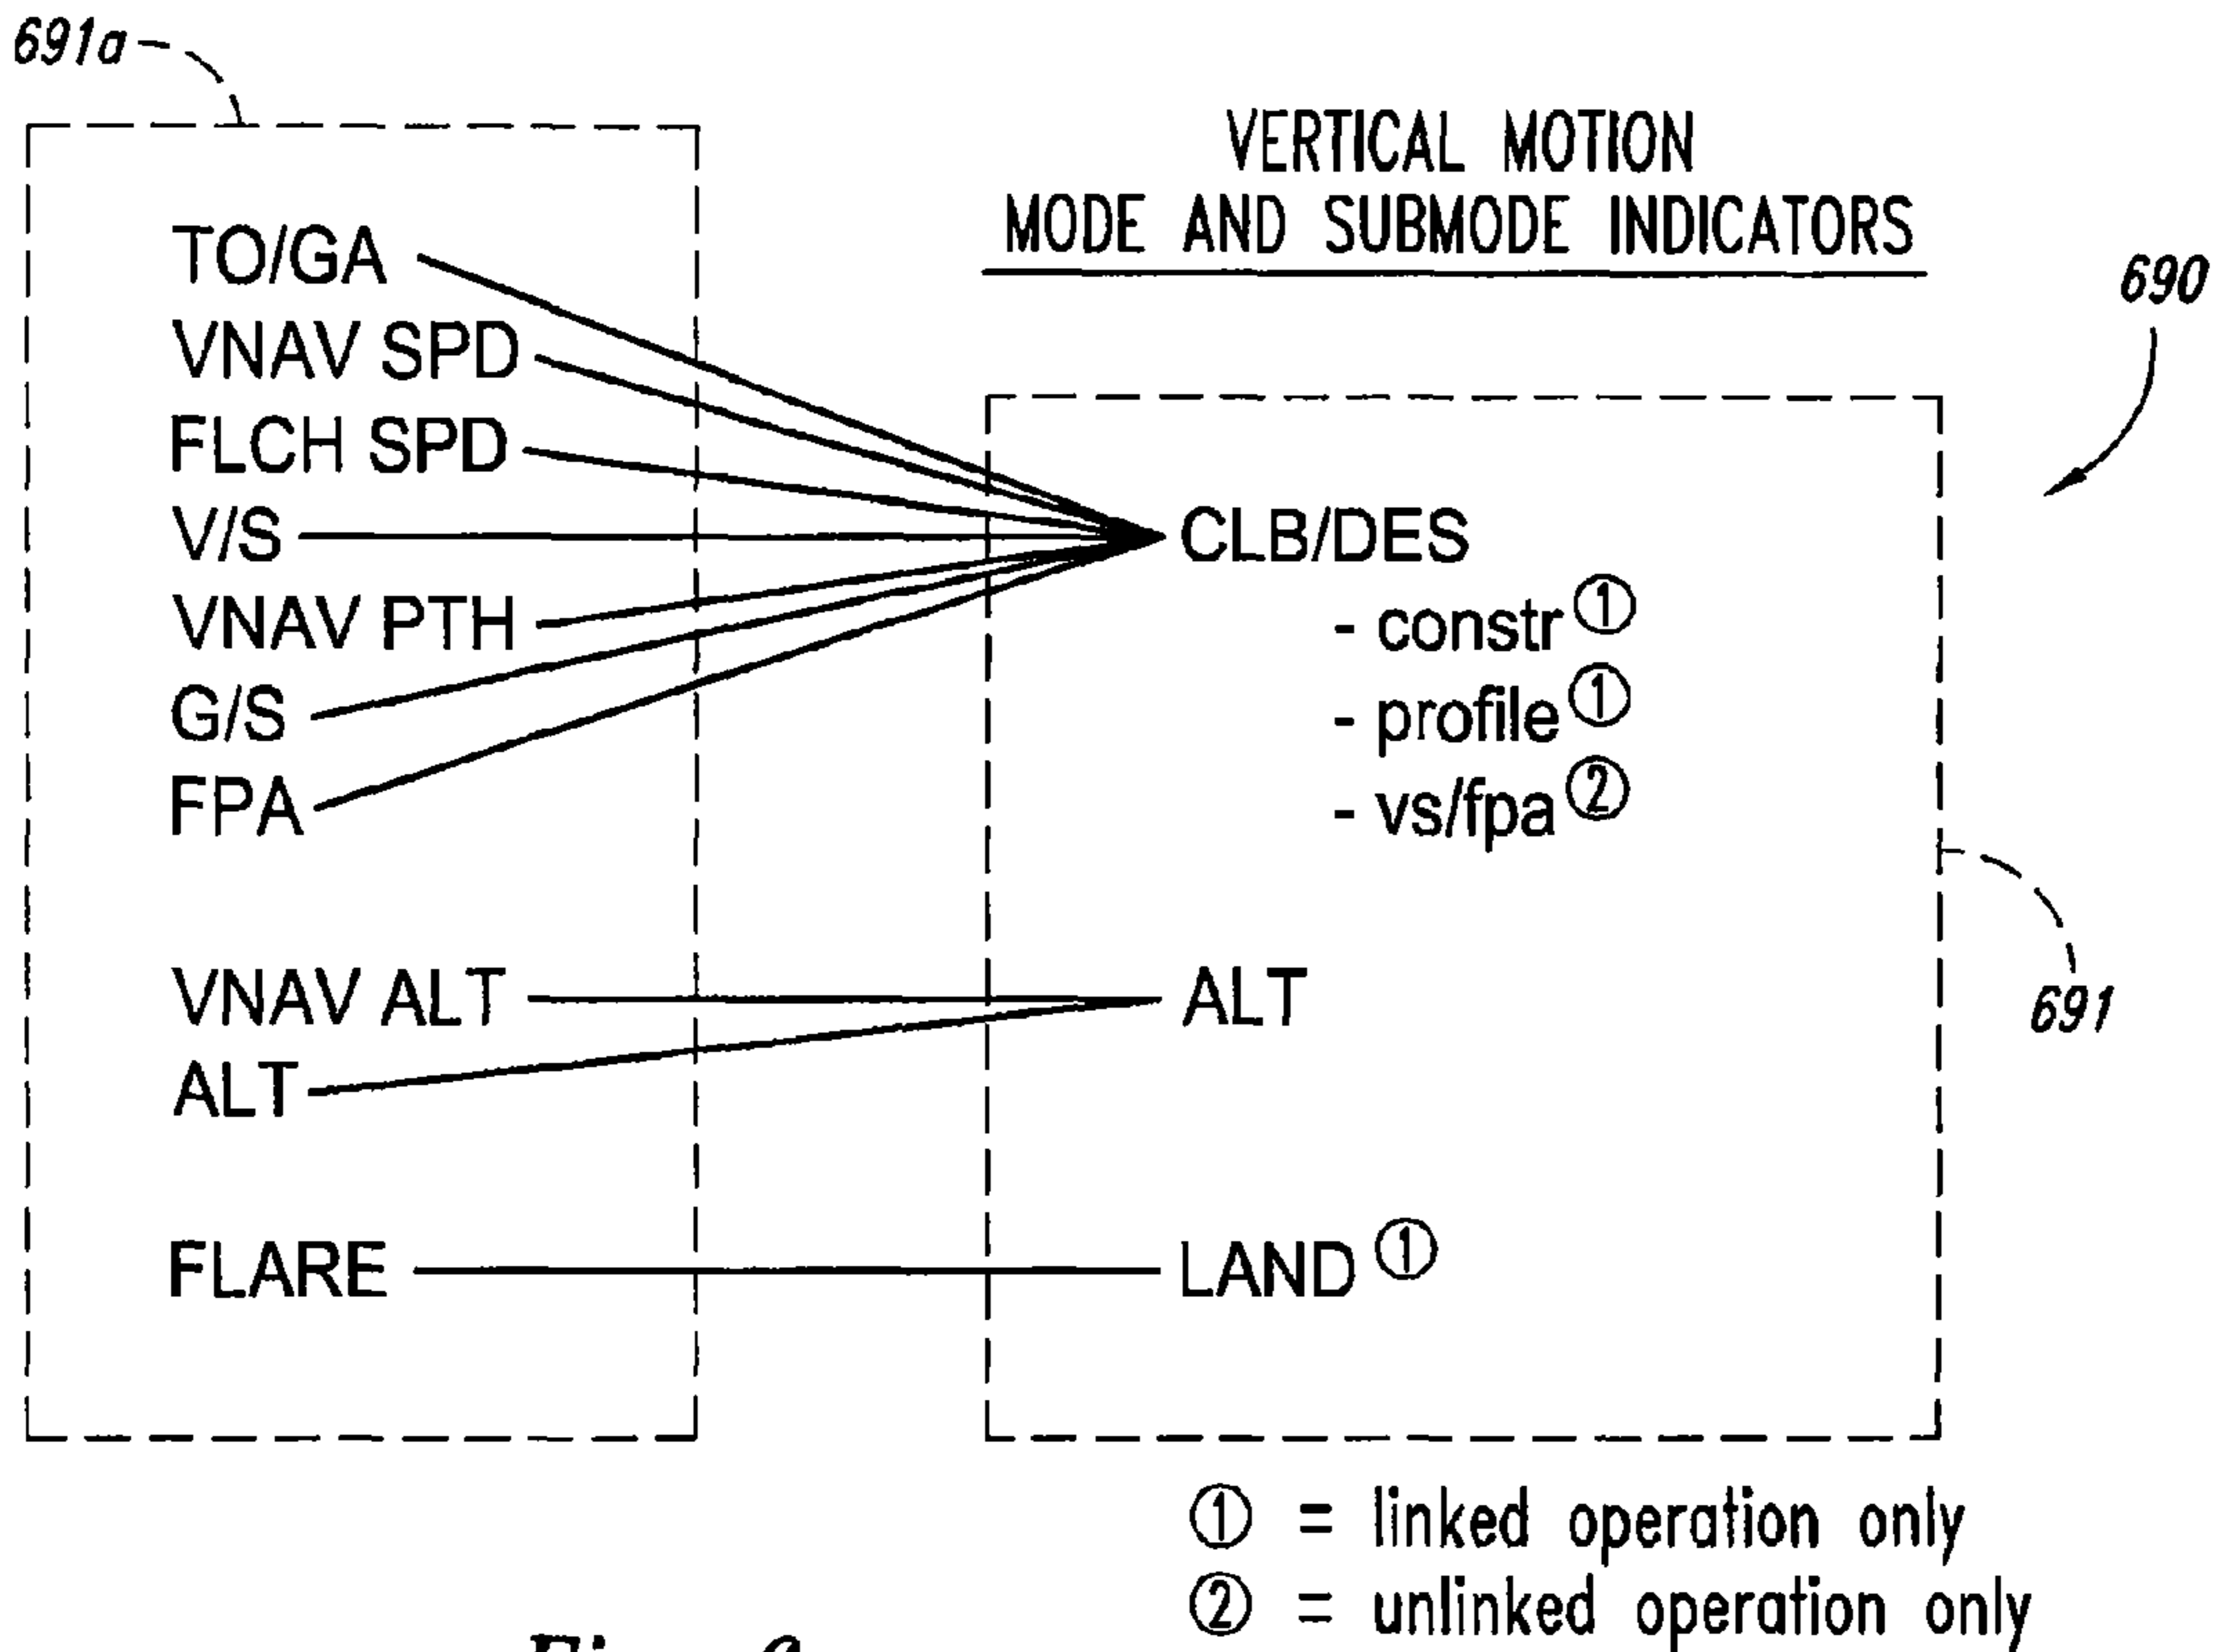 691a
VERTICAL MOTION
MODE AND SUBMODE INDICATORS
690
TO/GA
VNAV SPD
FLCH SPD
V/S
VNAV PTH
G/S
FPA
VNAV ALT
ALT
FLARE
CLB/DES
- constr ①
- profile ①
- vs/fpa ②
ALT
LAND ①
691
① = linked operation only
② = unlinked operation only